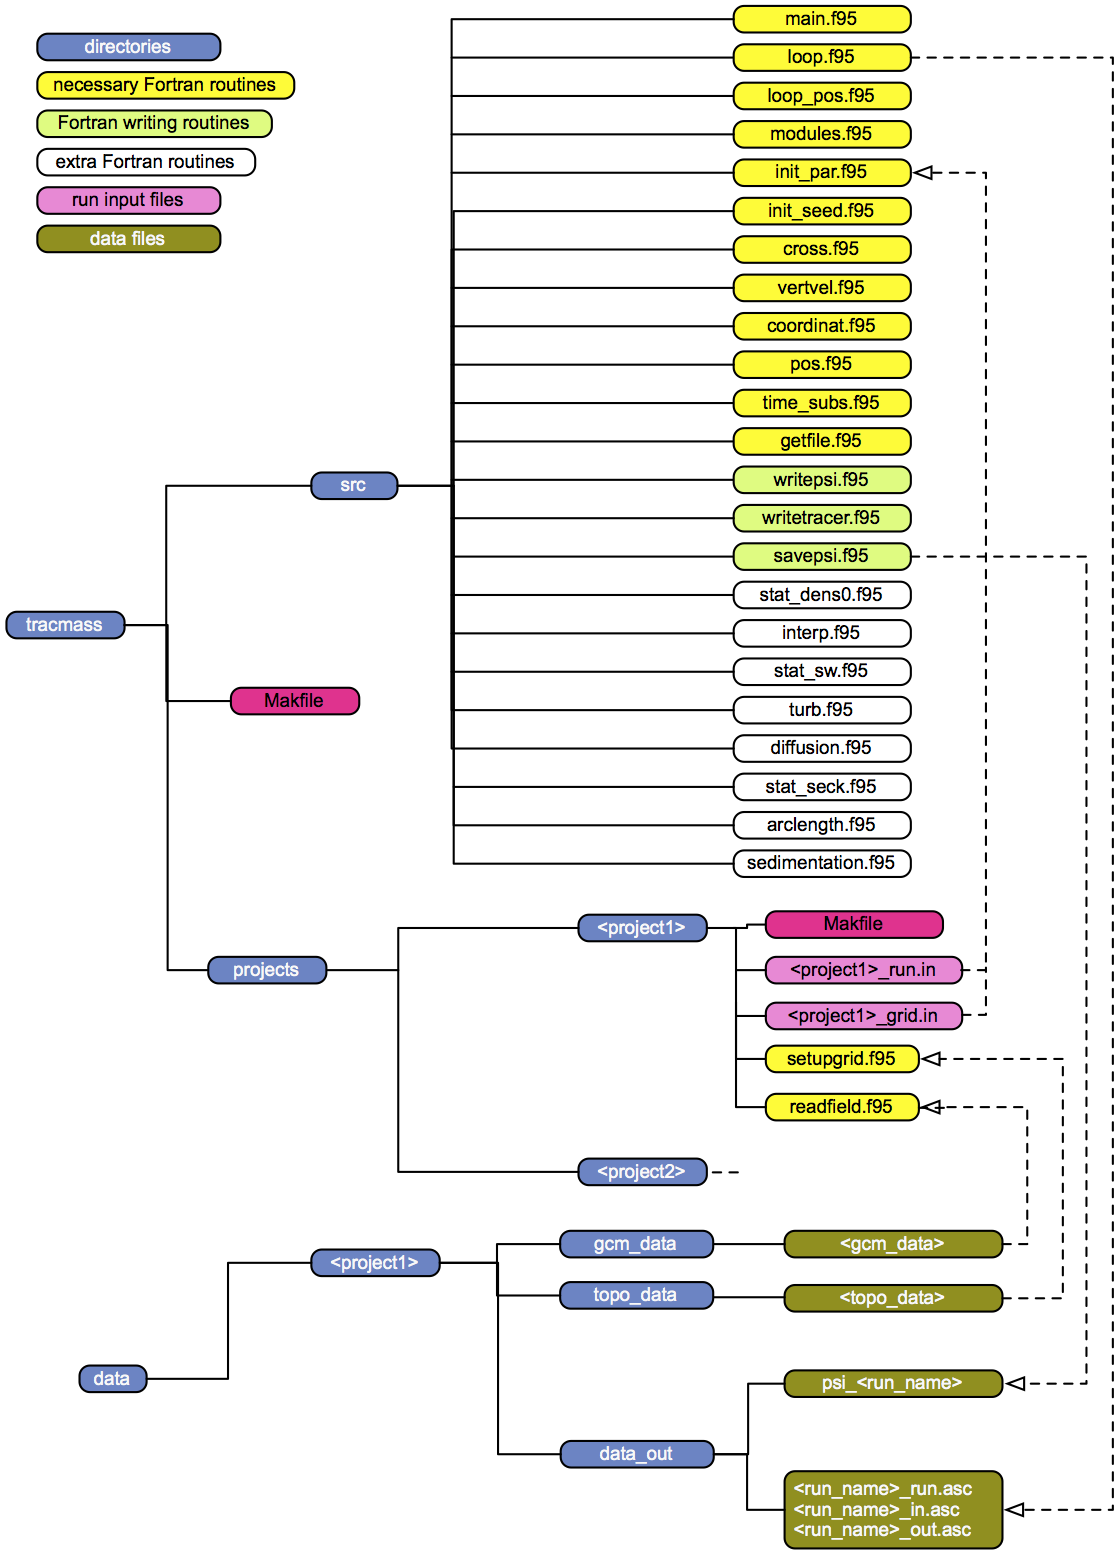 directories
necessary Fortran routines
Fortran writing routines
extra Fortran routines
run input files
data files
main.f95
loop.f95
loop_pos.f95
modules.f95
init_par.f95
init_seed.f95
cross.f95
vertvel.f95
coordinat.f95
pos.f95
time_subs.f95
getfile.f95
writepsi.f95
writetracer.f95
savepsi.f95
stat_dens0.f95
interp.f95
stat_sw.f95
turb.f95
diffusion.f95
stat_seck.f95
arclength.f95
sedimentation.f95
src
tracmass
Makfile
projects
<project1>
Makfile
<project1>_run.in
<project1>_grid.in
setupgrid.f95
readfield.f95
<project2>
data
<project1>
gcm_data
<gcm_data>
topo_data
<topo_data>
data_out
psi_<run_name>
<run_name>_run.asc
<run_name>_in.asc
<run_name>_out.asc